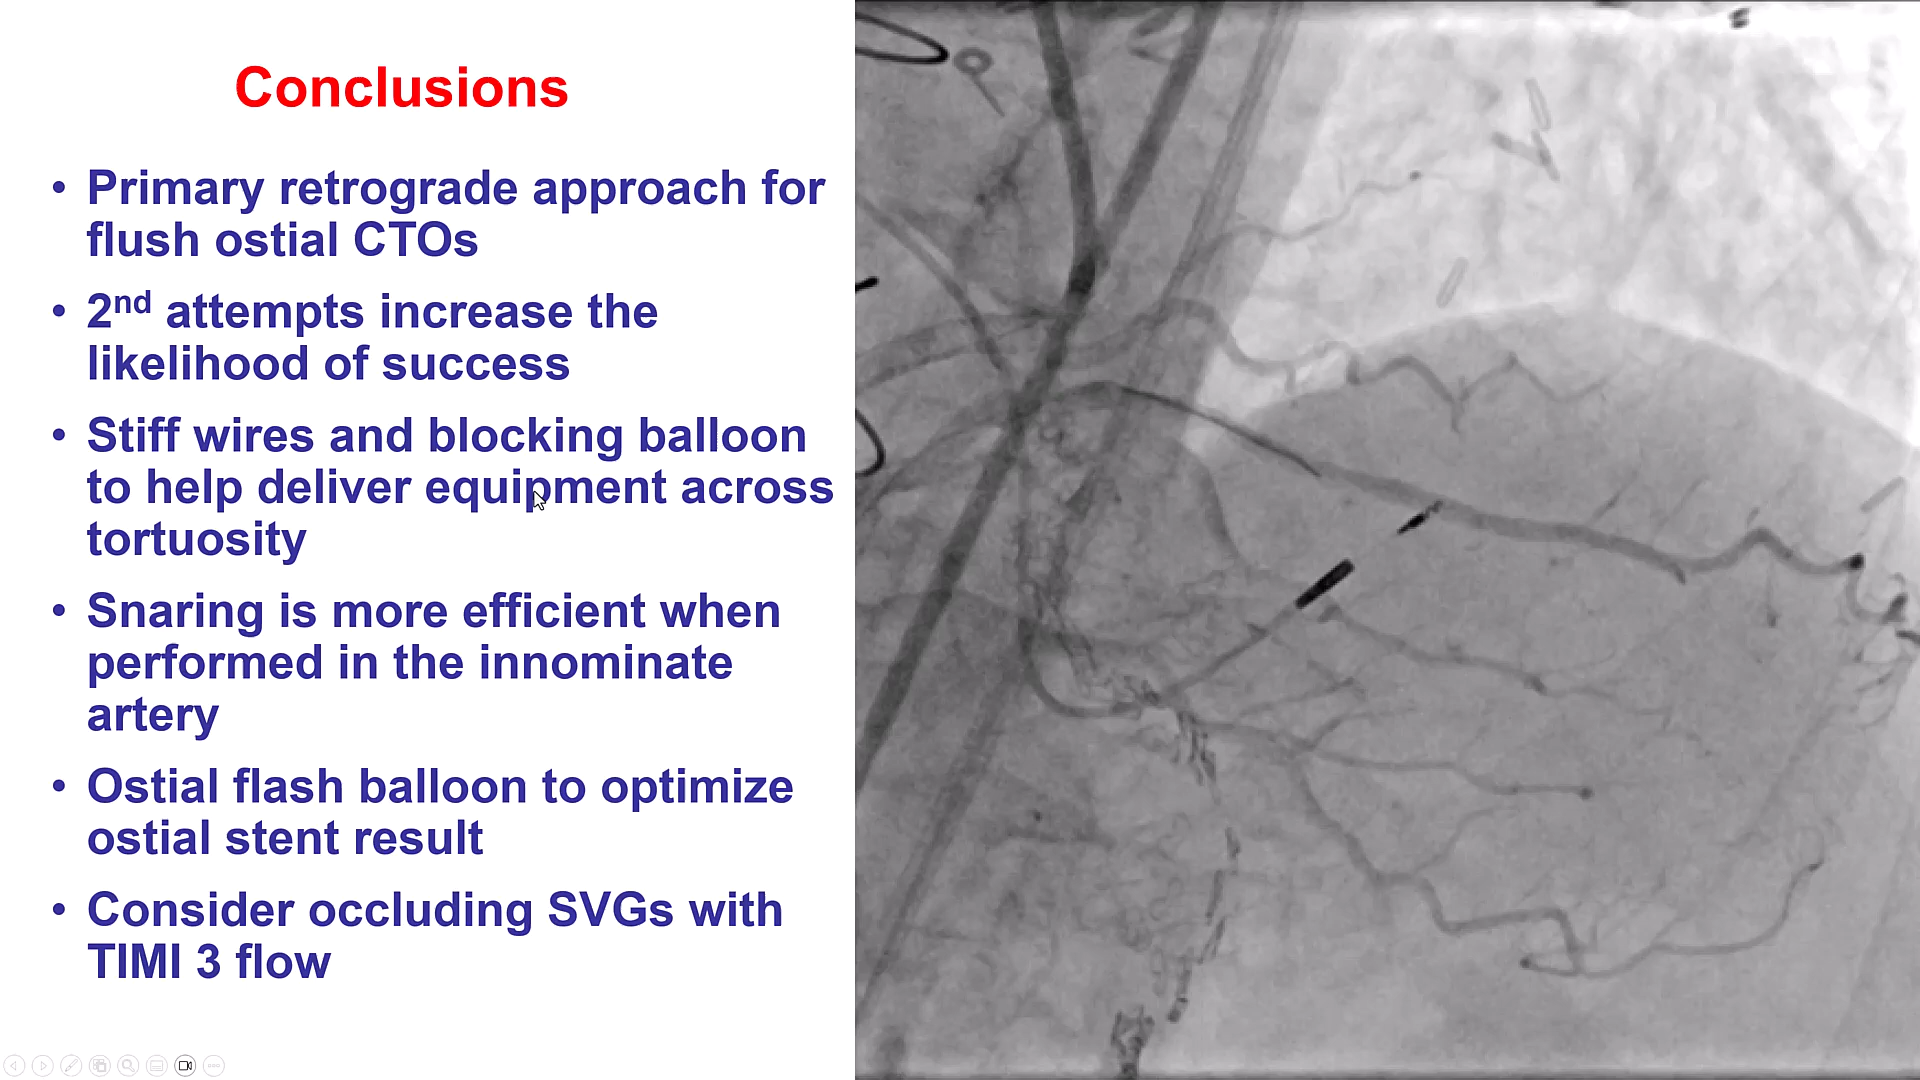 Conclusions
• Primary retrograde approach for
flush ostial CTOs
• 2nd attempts increase the
likelihood of success
• Stiff wires and blocking balloon
to help deliver equipment across
tortuosity
• Snaring is more efficient when
performed in the innominate
artery
• Ostial flash balloon to optimize
ostial stent result
• Consider occluding SVGs with
TIMI 3 flow